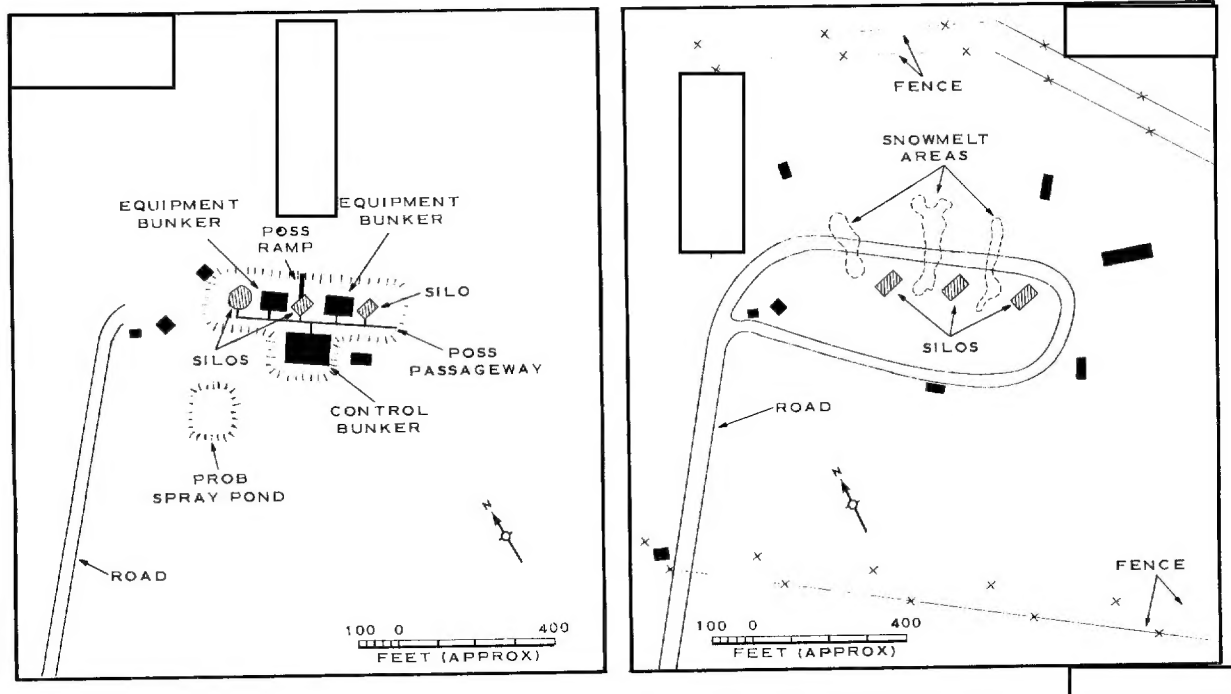 EQUIPMENT
BUNKER
POSS
RAMP
EQUIPMENT
BUNKER
SILO
SILOS
POSS
PASSAGEWAY
CONTROL
BUNKER
PROB
SPRAY POND
N
ROAD
100 0 400
FEET (APPROX)
FENCE
SNOWMELT
AREAS
SILOS
ROAD
N
FENCE
100 0 400
FEET (APPROX)